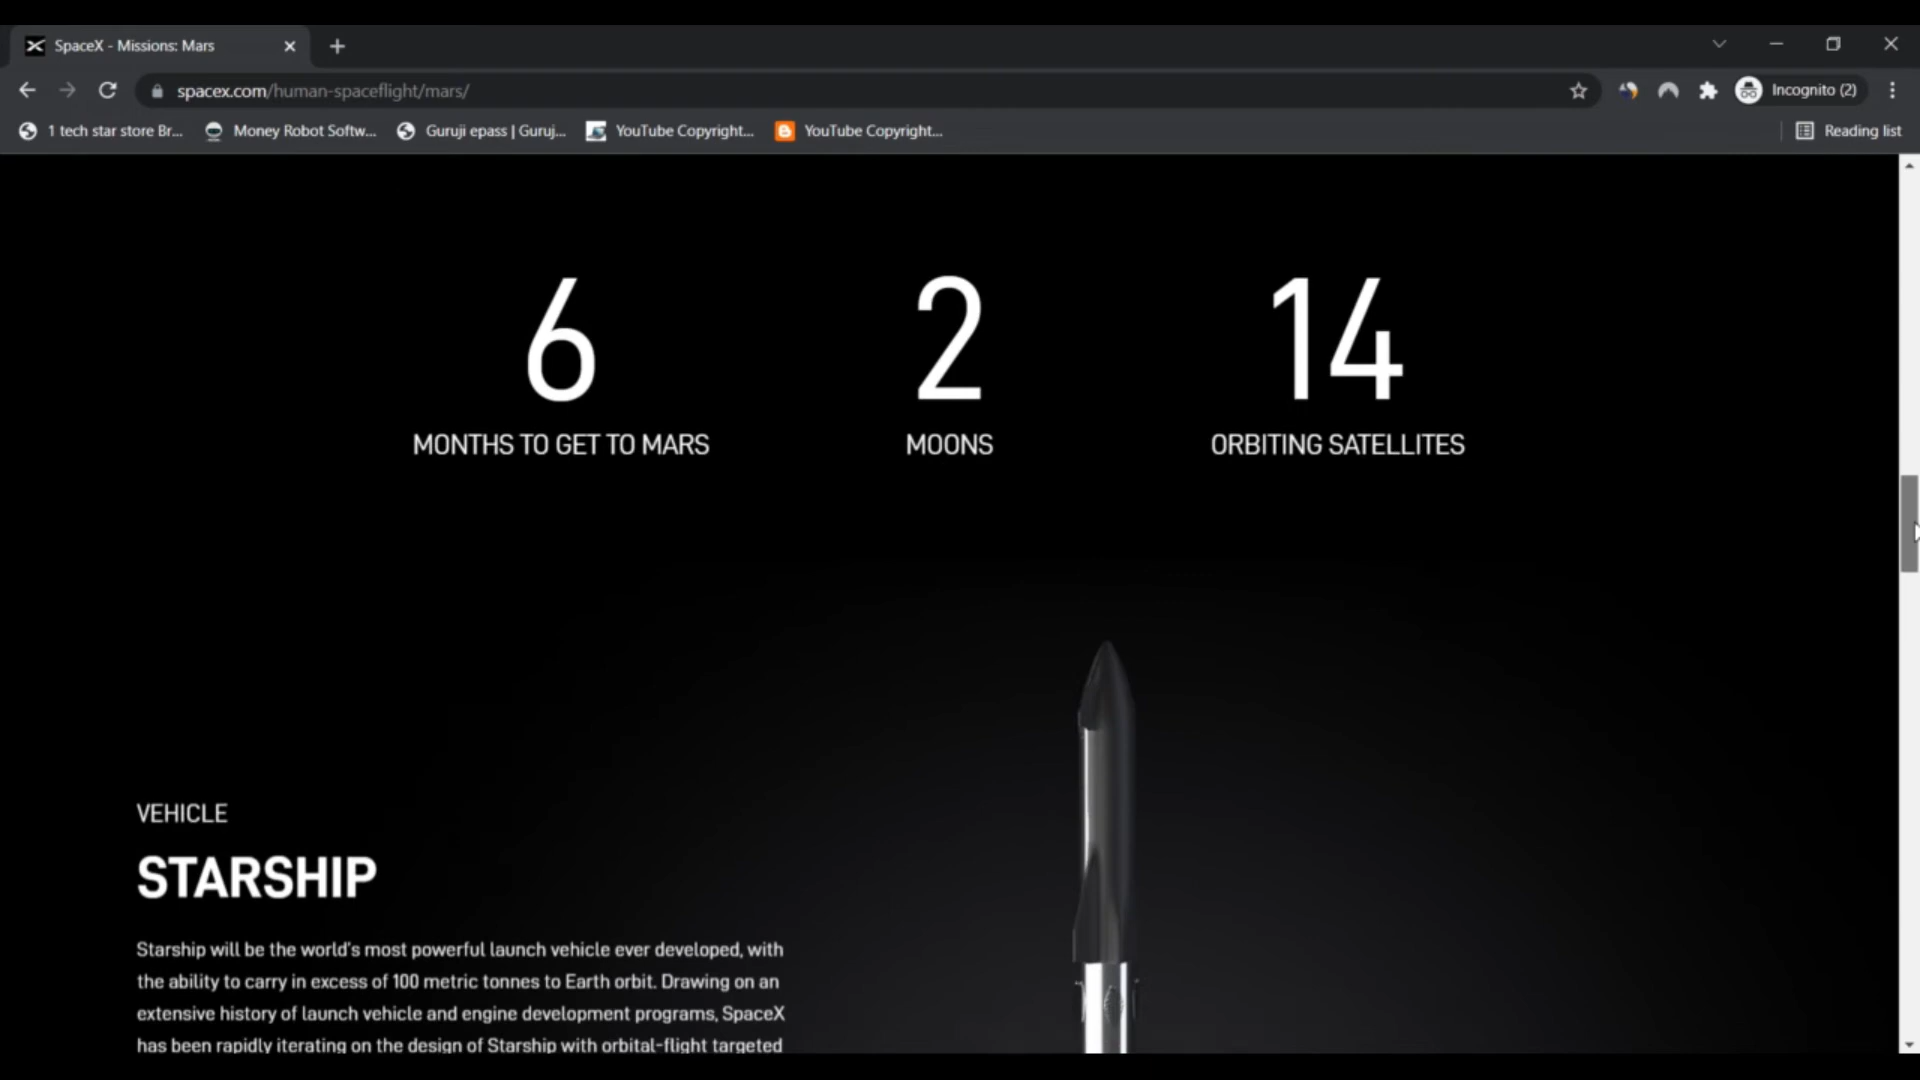 SpaceX - Missions: Mars
spacex.com/human-spaceflight/mars/
Incognito (2)
1 tech star store Br...
Money Robot Softw...
Guruji epass | Guruj...
YouTube Copyright...
YouTube Copyright...
Reading list
6
2
14
MONTHS TO GET TO MARS
MOONS
ORBITING SATELLITES
VEHICLE
STARSHIP
Starship will be the world's most powerful launch vehicle ever developed, with
the ability to carry in excess of 100 metric tonnes to Earth orbit. Drawing on an
extensive history of launch vehicle and engine development programs, SpaceX
has been rapidly iterating on the design of Starship with orbital-flight targeted